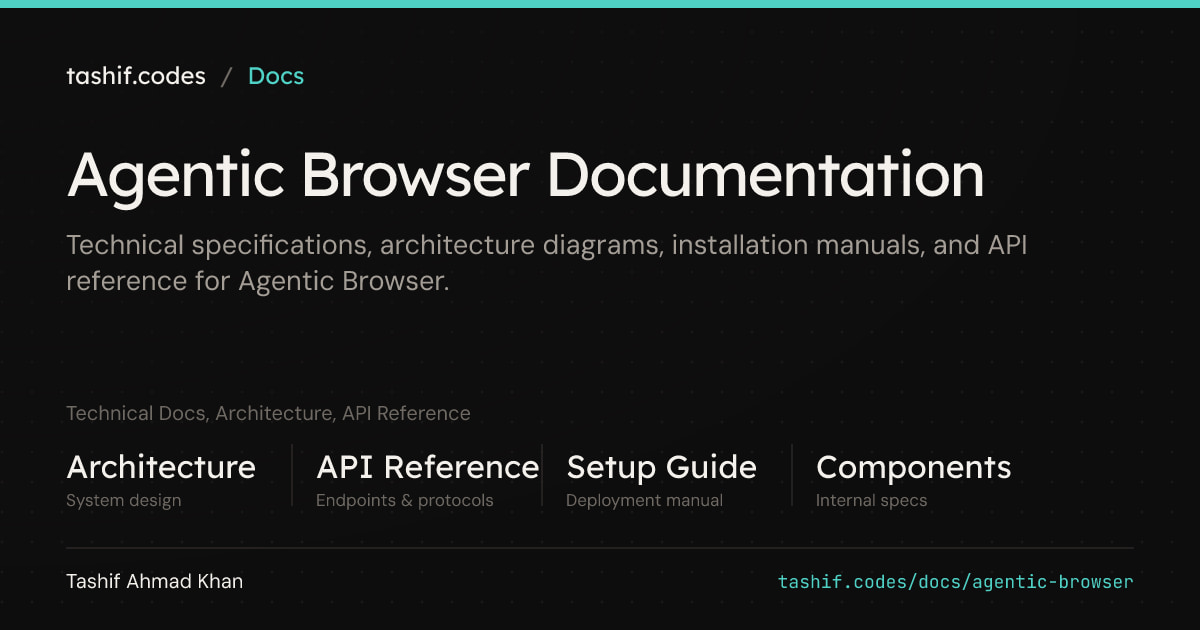 tashif.codes / Docs
Agentic Browser Documentation
Technical specifications, architecture diagrams, installation manuals, and API
reference for Agentic Browser.
Technical Docs, Architecture, API Reference
Architecture
System design
API Reference
Endpoints & protocols
Setup Guide
Deployment manual
Components
Internal specs
Tashif Ahmad Khan
tashif.codes/docs/agentic-browser